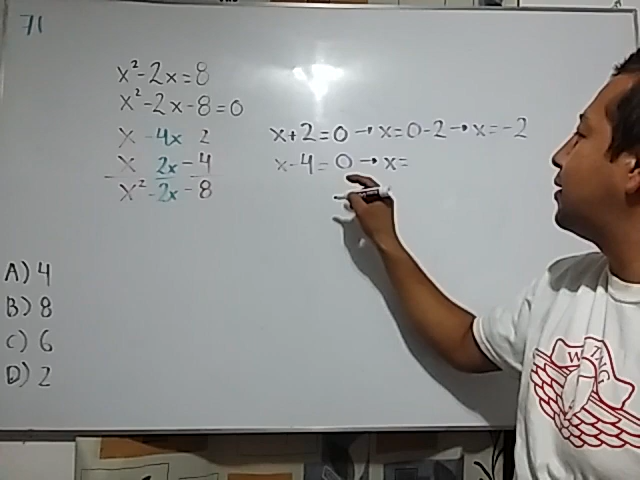 71
x²-2x=8
x²-2x-8=0
x -4x 2
- x 2x -4
x² -2x -8
x+2=0→x=0-2→x=-2
x-4=0→x=
A) 4
B) 8
C) 6
D) 2